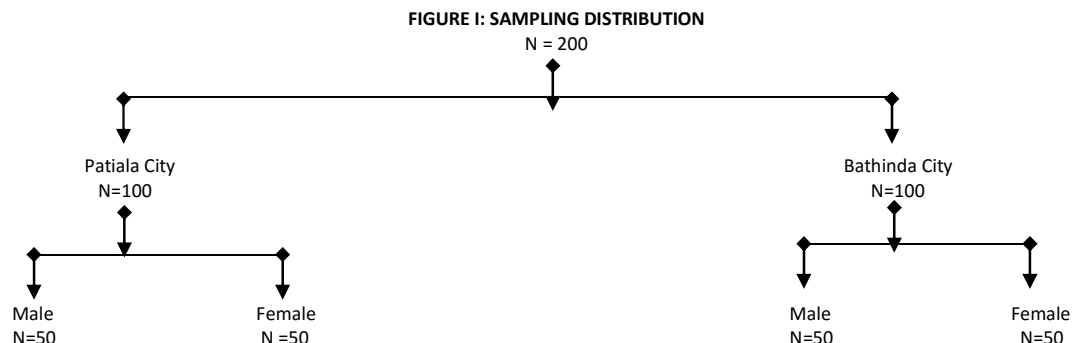 FIGURE I: SAMPLING DISTRIBUTION
N = 200
Patiala City
N=100
Bathinda City
N=100
Male
N=50
Female
N =50
Male
N=50
Female
N=50